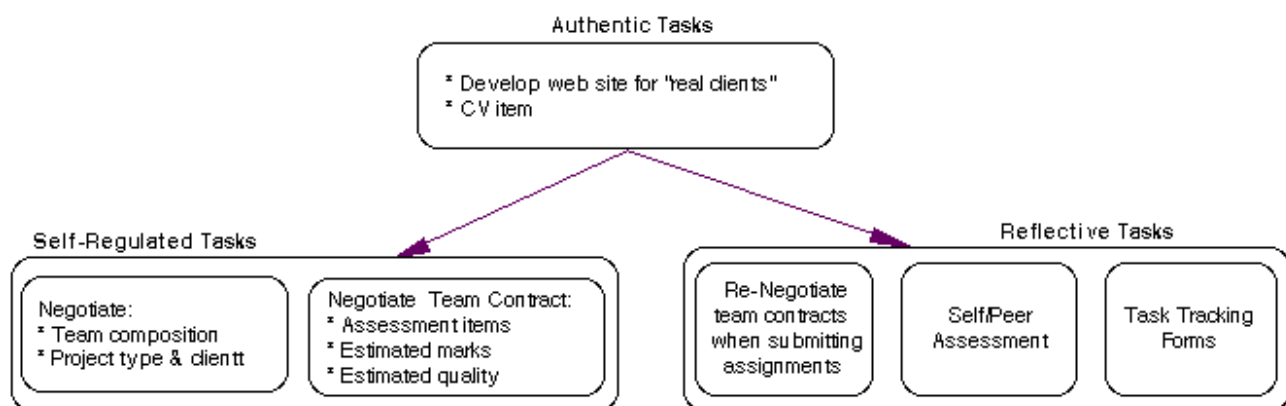 Authentic Tasks
* Develop web site for "real clients"
* CV item
Self-Regulated Tasks
Negotiate:
* Team composition
* Project type & clientt
Negotiate Team Contract:
* Assessment items
* Estimated marks
* Estimated quality
Reflective Tasks
Re-Negotiate
team contracts
when submitting
assignments
Self/Peer
Assessment
Task Tracking
Forms